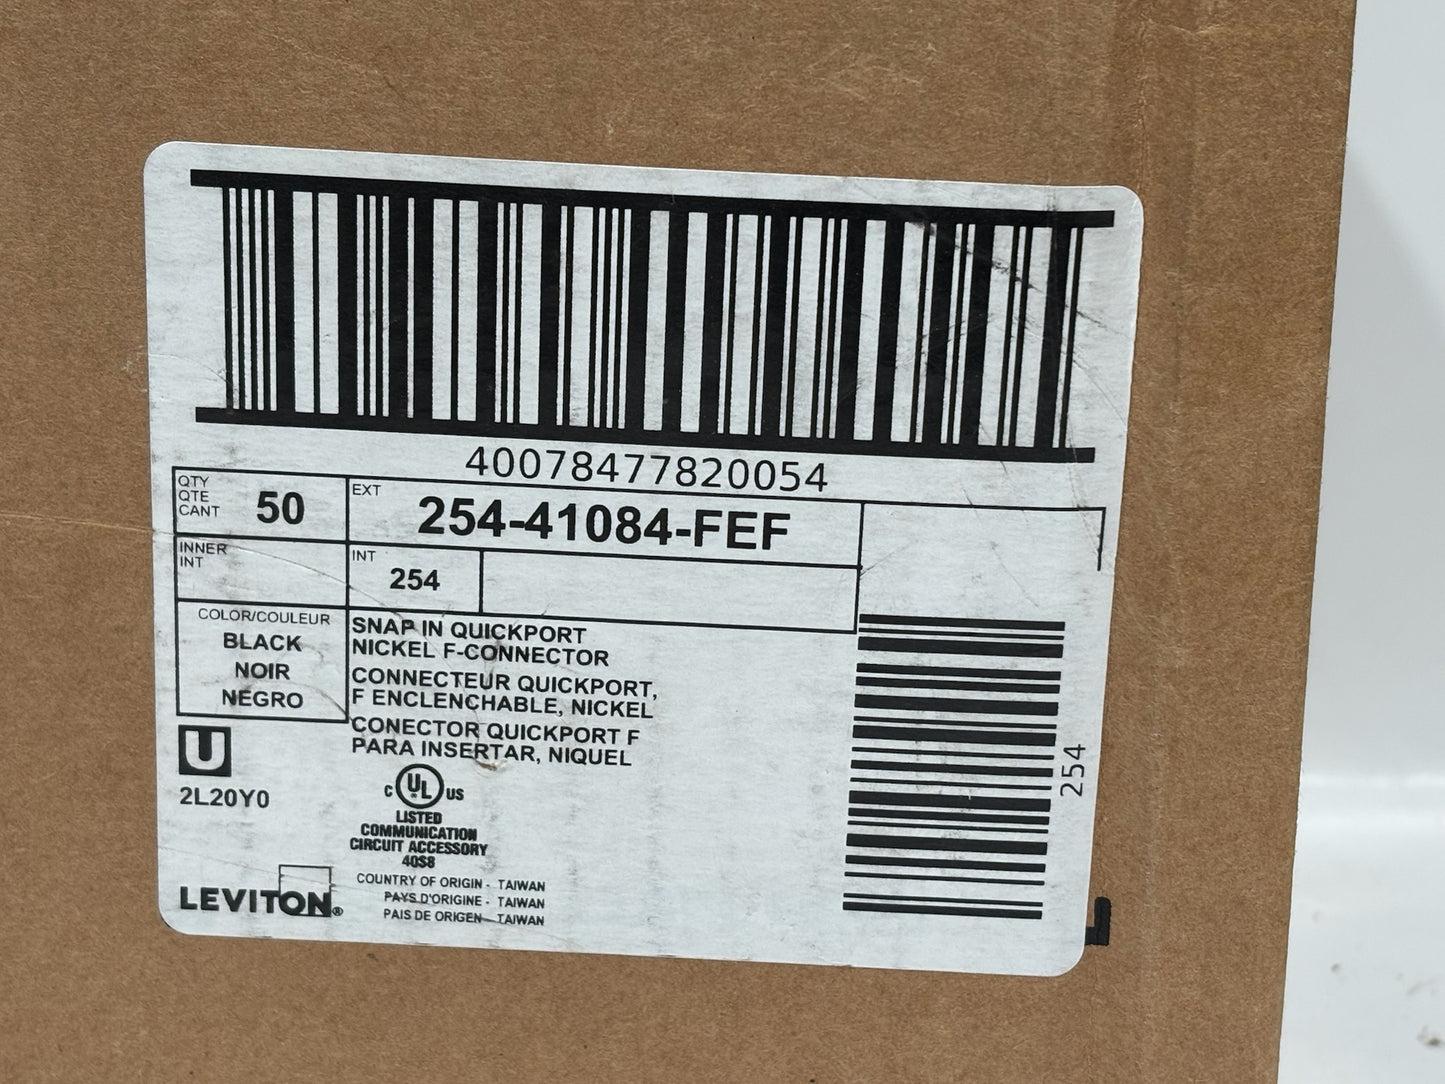 40078477820054
QTY
QTE
CANT
50
EXT
254-41084-FEF
INNER
INT
INT
254
COLOR/COULEUR
BLACK
NOIR
NEGRO
SNAP IN QUICKPORT
NICKEL F-CONNECTOR
CONNECTEUR QUICKPORT,
F ENCLENCHABLE, NICKEL
CONECTOR QUICKPORT F
PARA INSERTAR, NIQUEL
U
2L20Y0
C UL US
LISTED
COMMUNICATION
CIRCUIT ACCESSORY
40S8
COUNTRY OF ORIGIN - TAIWAN
PAYS D'ORIGINE - TAIWAN
PAIS DE ORIGEN - TAIWAN
LEVITON®
254